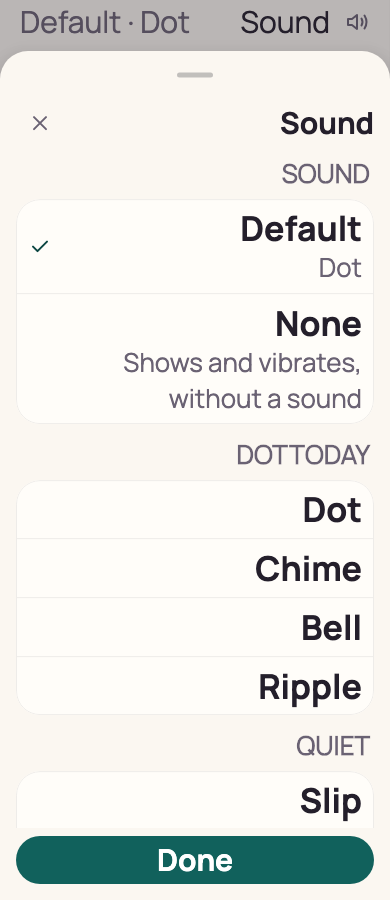 Sound
Default · Dot
Sound
SOUND
Default
Dot
None
Shows and vibrates,
without a sound
DOTTODAY
Dot
Chime
Bell
Ripple
QUIET
Slip
Done